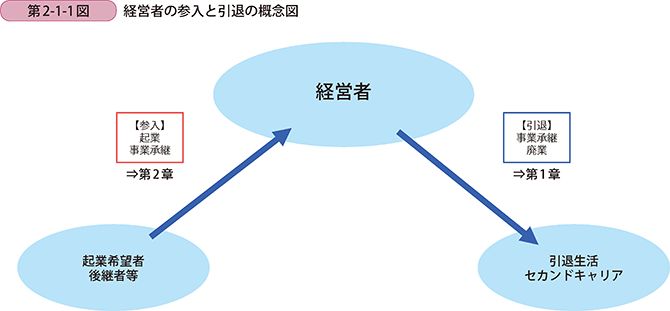 第2-1-1図 経営者の参入と引退の概念図
経営者
【参入】
起業
事業承継
⇒第2章
【引退】
事業承継
廃業
⇒第1章
起業希望者
後継者等
引退生活
セカンドキャリア